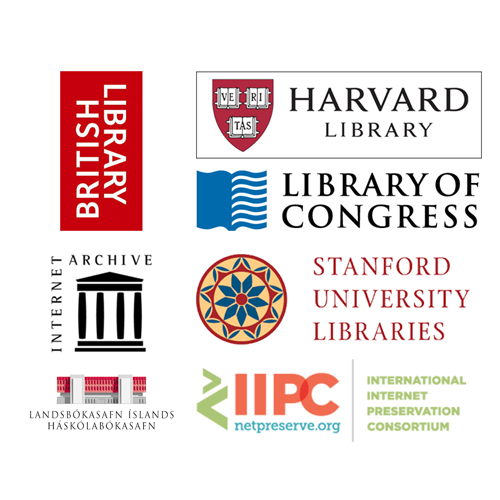 BRITISH
LIBRARY
VE RI
TAS
HARVARD
LIBRARY
LIBRARY OF
CONGRESS
INTERNET
ARCHIVE
STANFORD
UNIVERSITY
LIBRARIES
LANDSBÓKASAFN ÍSLANDS
HÁSKÓLABÓKASAFN
IIPC
netpreserve.org
INTERNATIONAL
INTERNET
PRESERVATION
CONSORTIUM